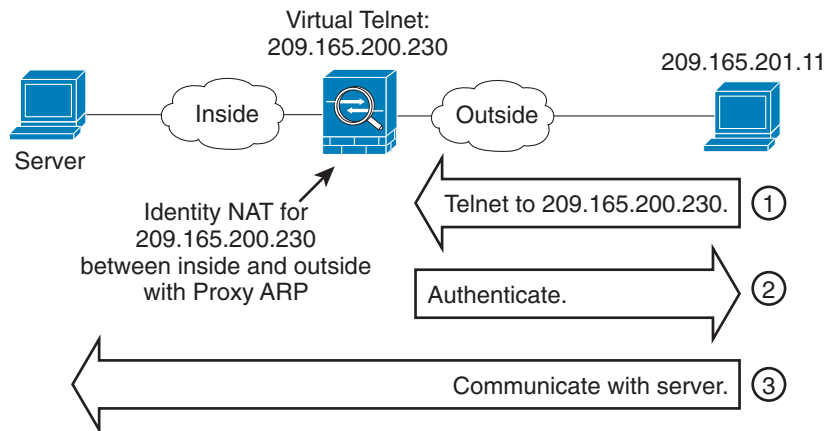 Virtual Telnet:
209.165.200.230
209.165.201.11
Inside
Outside
Server
Identity NAT for
209.165.200.230
between inside and outside
with Proxy ARP
Telnet to 209.165.200.230.
1
Authenticate.
2
Communicate with server.
3